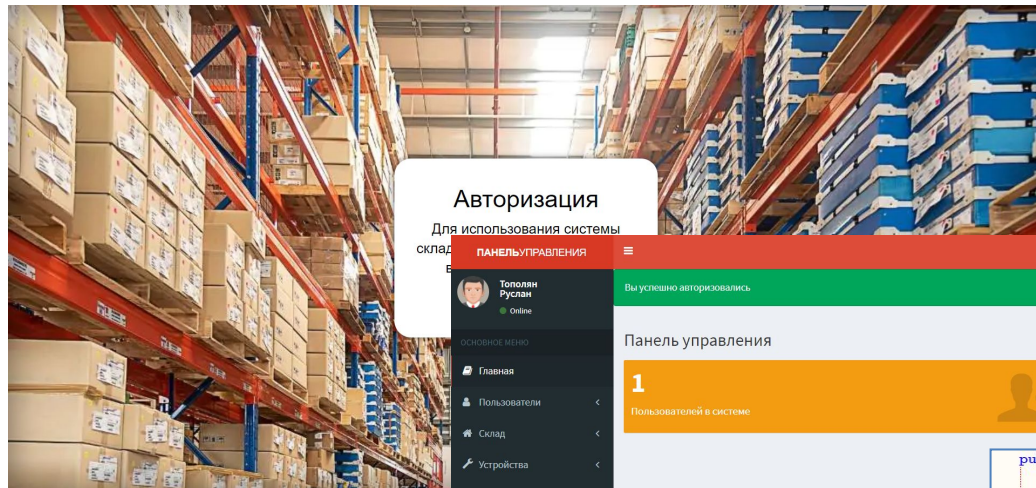 Авторизация
Для использования системы
склад
в
ПАНЕЛЬУПРАВЛЕНИЯ
Тополян
Руслан
Online
ОСНОВНОЕ МЕНЮ
Главная
Пользователи
Склад
Устройства
Вы успешно авторизовались
Панель управления
1
Пользователей в системе
pu